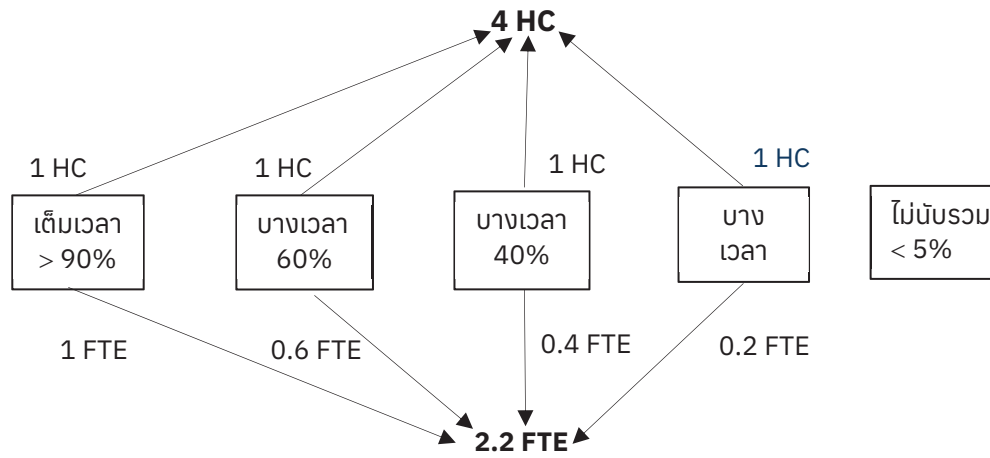 4 HC
1 HC
1 HC
1 HC
1 HC
เต็มเวลา
> 90%
บางเวลา
60%
บางเวลา
40%
บาง
เวลา
ไม่นับรวม
< 5%
1 FTE
0.6 FTE
0.4 FTE
0.2 FTE
2.2 FTE